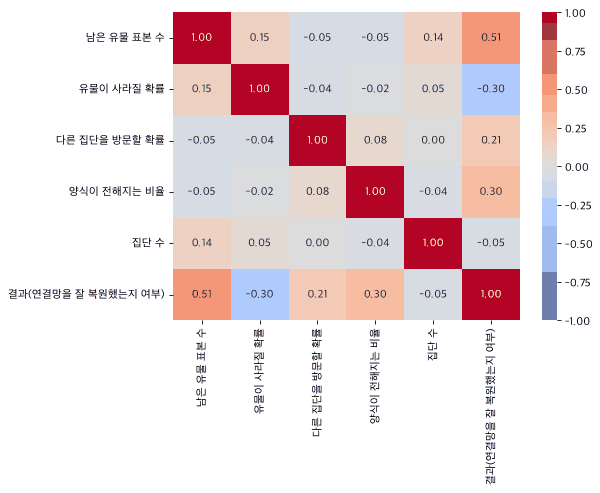 남은 유물 표본 수 1.00 0.15 -0.05 -0.05 0.14 0.51
유물이 사라질 확률 0.15 1.00 -0.04 -0.02 0.05 -0.30
다른 집단을 방문할 확률 -0.05 -0.04 1.00 0.08 0.00 0.21
양식이 전해지는 비율 -0.05 -0.02 0.08 1.00 -0.04 0.30
집단 수 0.14 0.05 0.00 -0.04 1.00 -0.05
결과(연결망을 잘 복원했는지 여부) 0.51 -0.30 0.21 0.30 -0.05 1.00
남은 유물 표본 수
유물이 사라질 확률
다른 집단을 방문할 확률
양식이 전해지는 비율
집단 수
결과(연결망을 잘 복원했는지 여부)
1.00
0.75
0.50
0.25
0.00
-0.25
-0.50
-0.75
-1.00